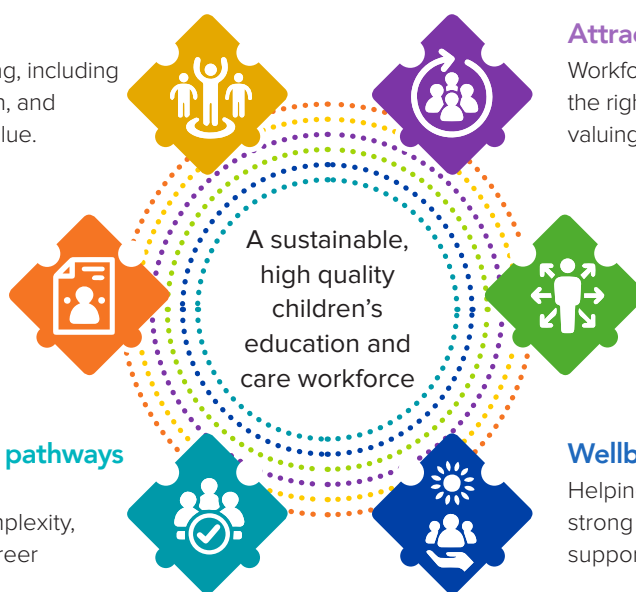 ng, including
n, and
lue.
Attrac
Workfo
the righ
valuing
A sustainable,
high quality
children's
education and
care workforce
pathways
mplexity,
reer
Wellb
Helpin
strong
suppor